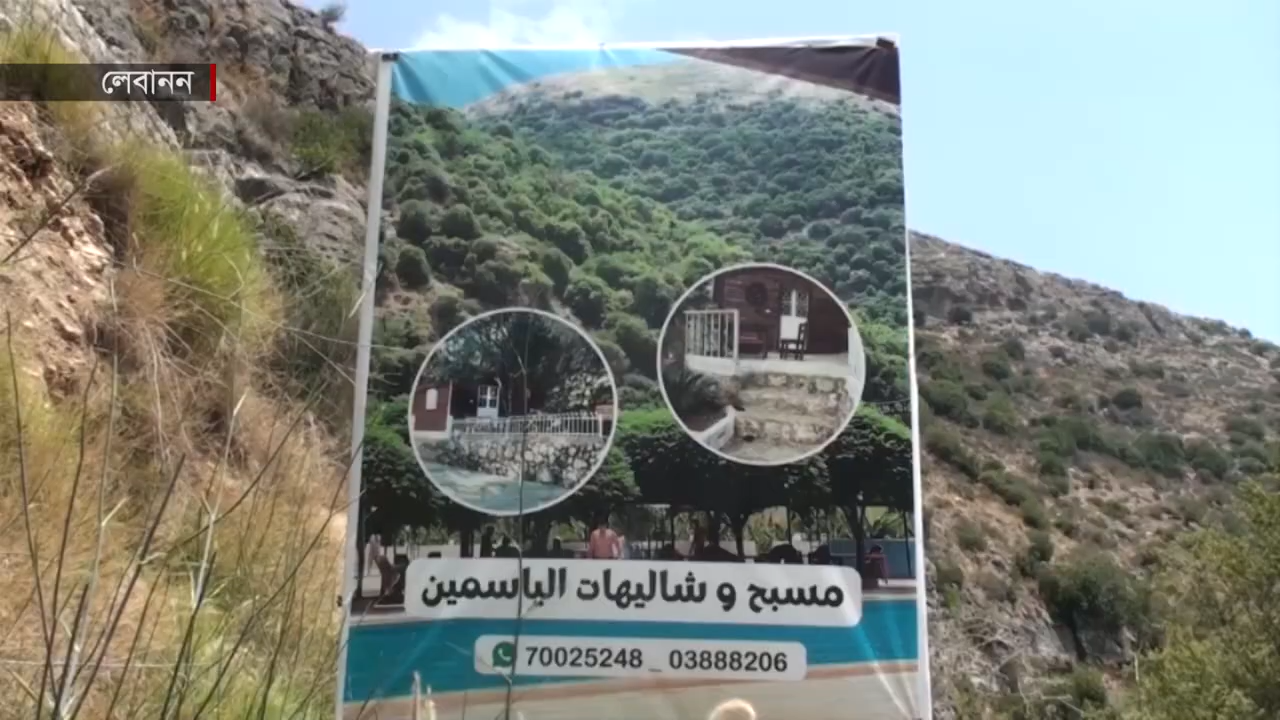 লেবানন
مسبح و شاليهات الياسمين
70025248 _ 03888206